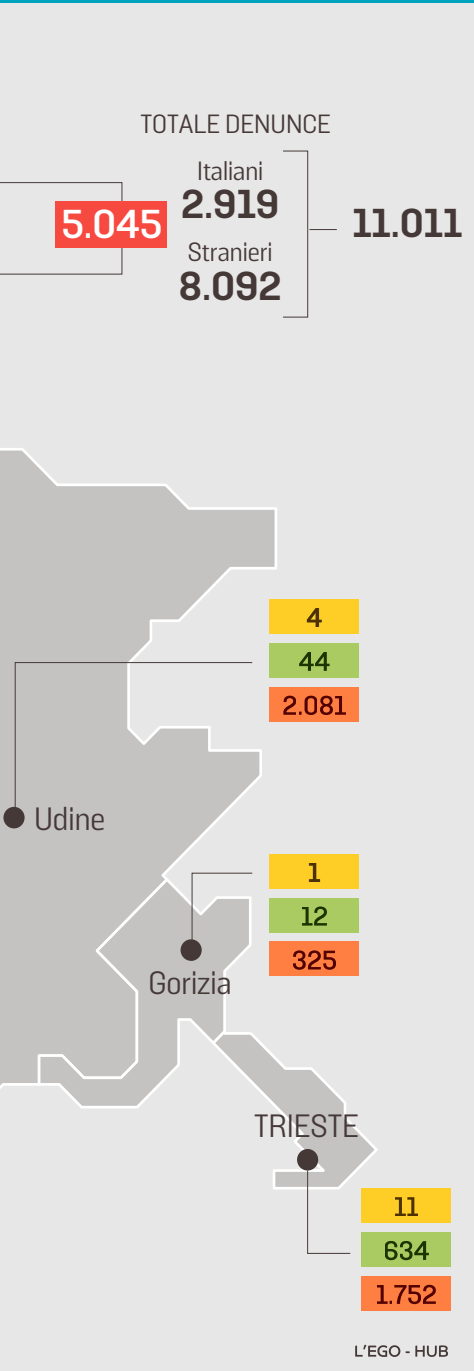 TOTALE DENUNCE
5.045
Italiani
2.919
Stranieri
8.092
11.011
4
44
2.081
Udine
1
12
325
Gorizia
TRIESTE
11
634
1.752
L'EGO - HUB